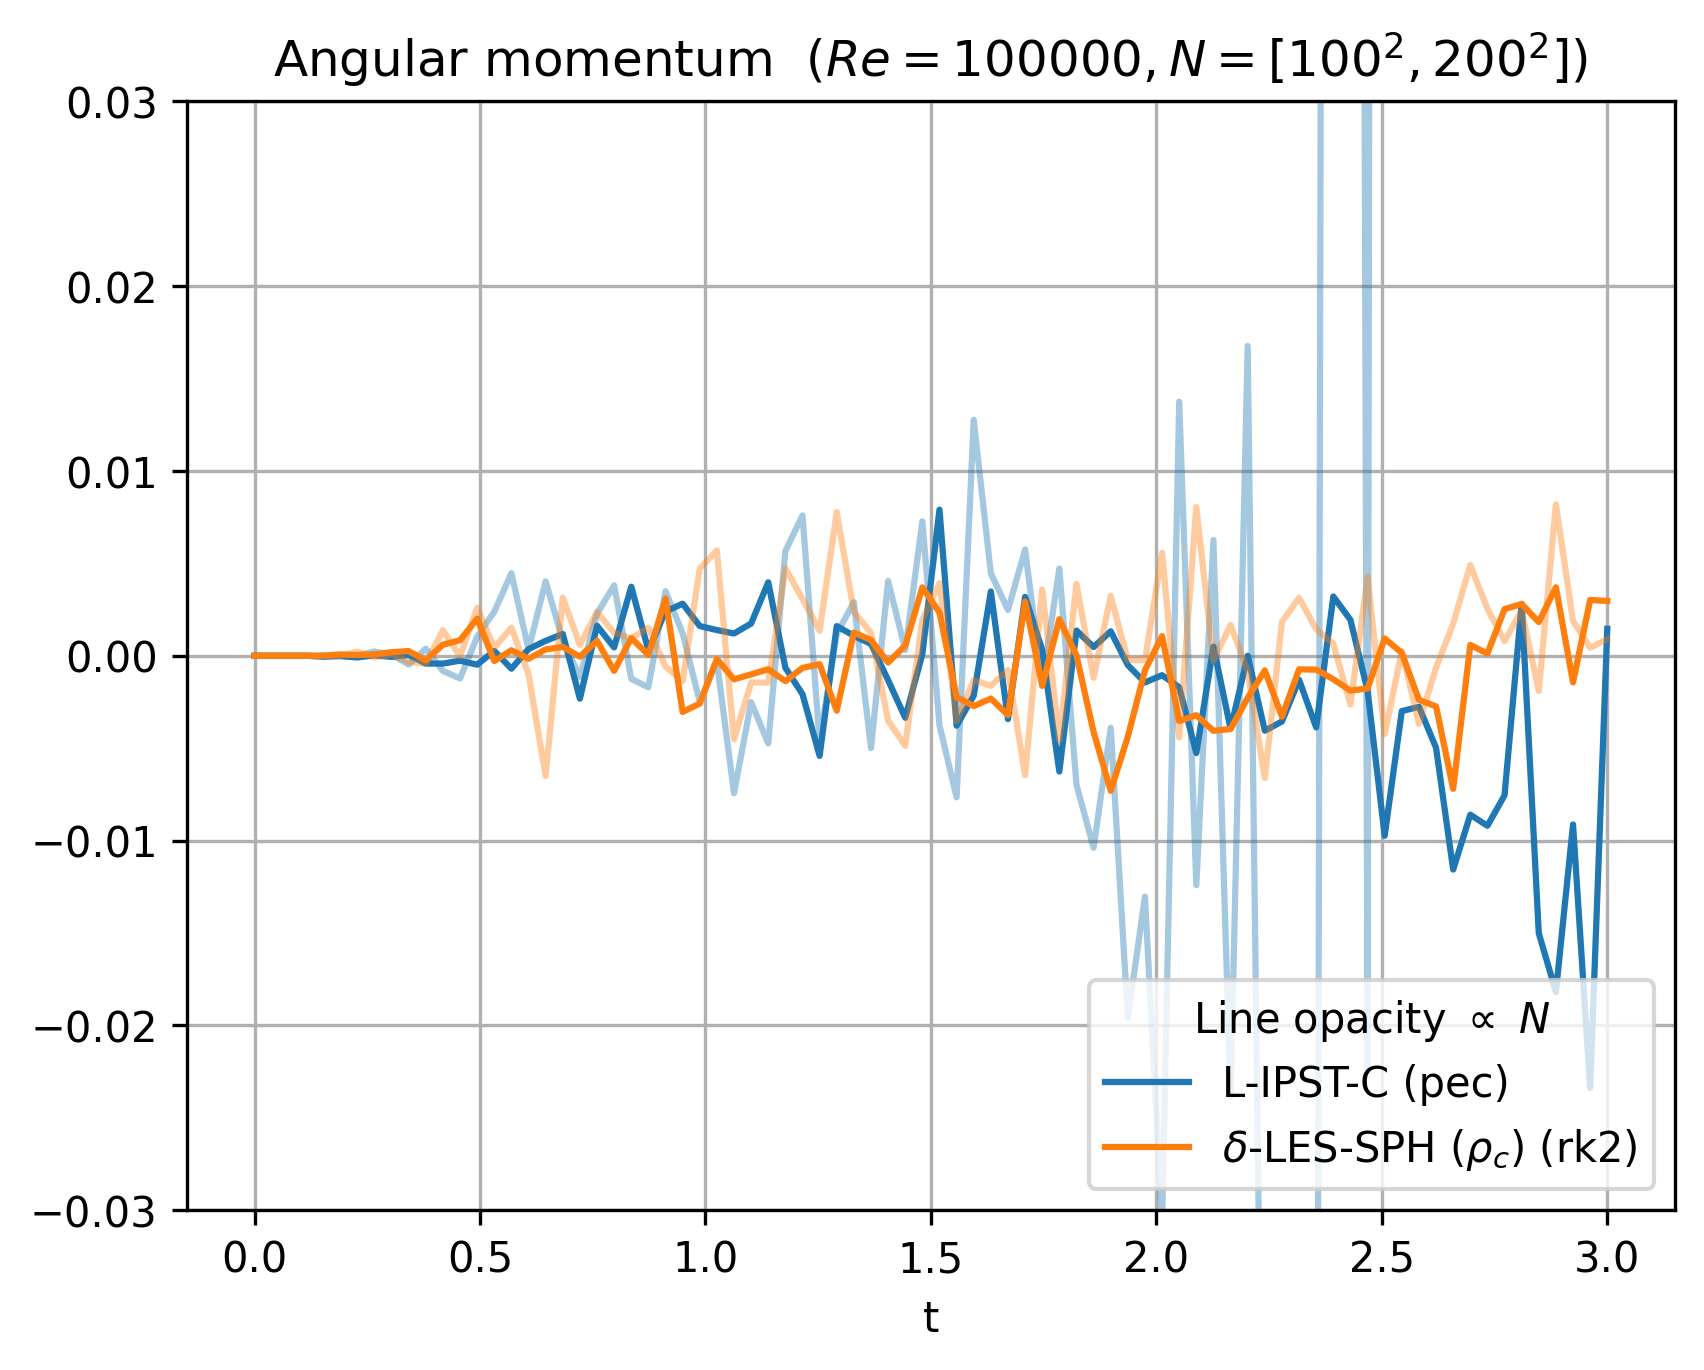 Angular momentum (Re = 100000, N = [100², 200²])
0.03
0.02
0.01
0.00
−0.01
−0.02
−0.03
Line opacity ∝ N
L-IPST-C (pec)
δ-LES-SPH (ρc) (rk2)
0.0 0.5 1.0 1.5 2.0 2.5 3.0
t